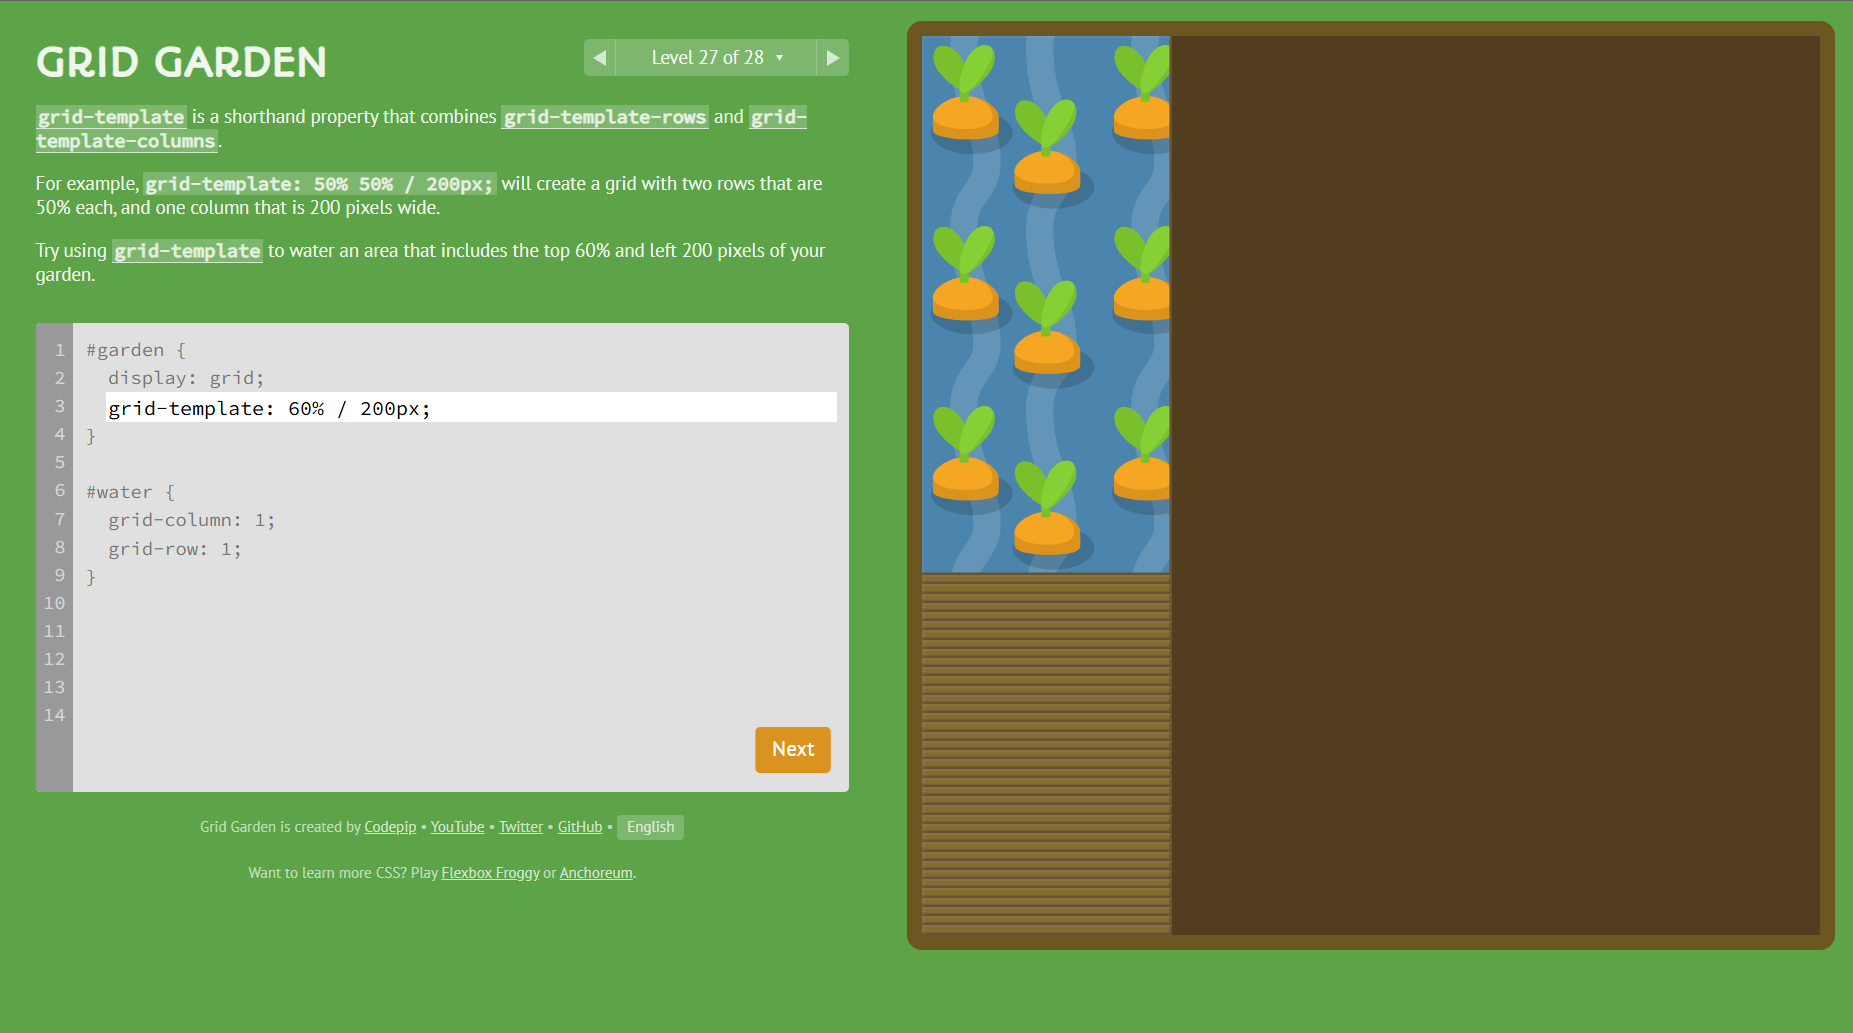 GRID GARDEN
◀ Level 27 of 28 ▾ ▶
grid-template is a shorthand property that combines grid-template-rows and grid-
template-columns.
For example, grid-template: 50% 50% / 200px; will create a grid with two rows that are
50% each, and one column that is 200 pixels wide.
Try using grid-template to water an area that includes the top 60% and left 200 pixels of your
garden.
1 #garden {
2 display: grid;
3 grid-template: 60% / 200px;
4 }
5
6 #water {
7 grid-column: 1;
8 grid-row: 1;
9 }
10
11
12
13
14
Next
Grid Garden is created by Codepip • YouTube • Twitter • GitHub • English
Want to learn more CSS? Play Flexbox Froggy or Anchoreum.